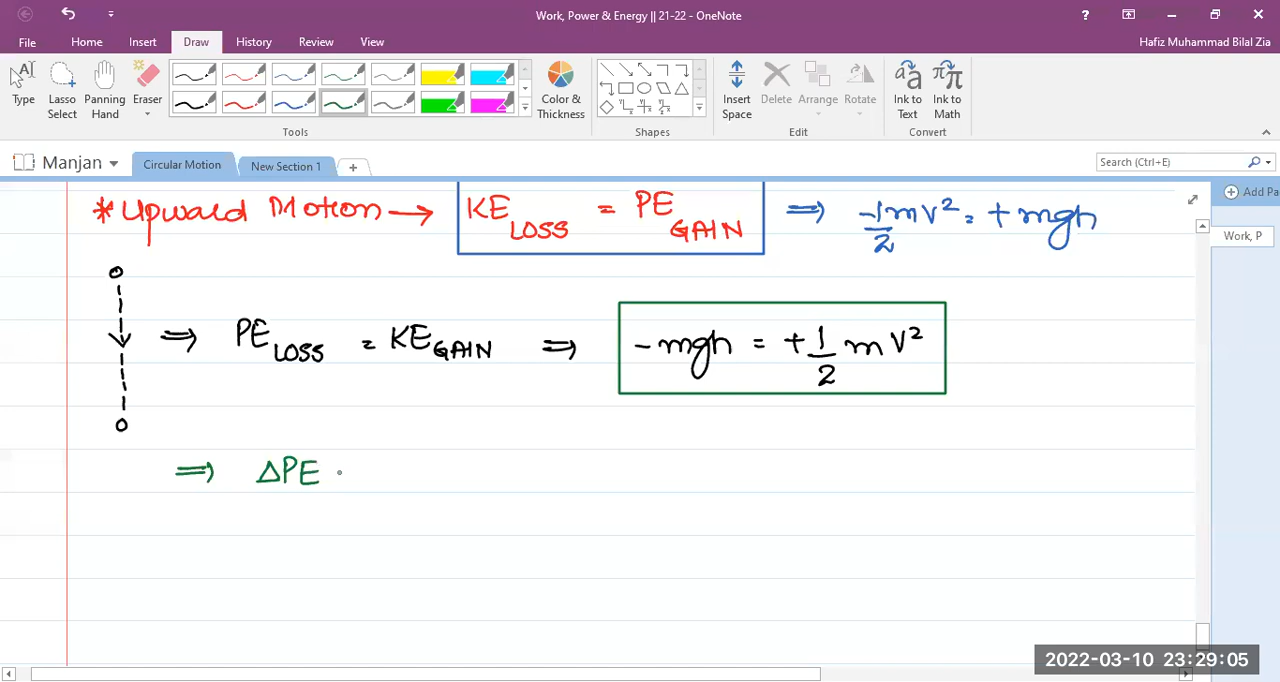 Work, Power & Energy || 21-22 - OneNote
?
File Home Insert Draw History Review View Hafiz Muhammad Bilal Zia
Type Lasso Select Panning Hand Eraser
Color & Thickness
Insert Space Delete Arrange Rotate
Ink to Text Ink to Math
Tools Shapes Edit Convert
Manjan Circular Motion New Section 1 Search (Ctrl+E)
Add Pa
Work, P
* Upward Motion → KE LOSS = PE GAIN ⇒ -1/2 mv² = + mgh
⇒ PE LOSS = KE GAIN ⇒ - mgh = + 1/2 m V²
⇒ ΔPE
2022-03-10 23:29:05